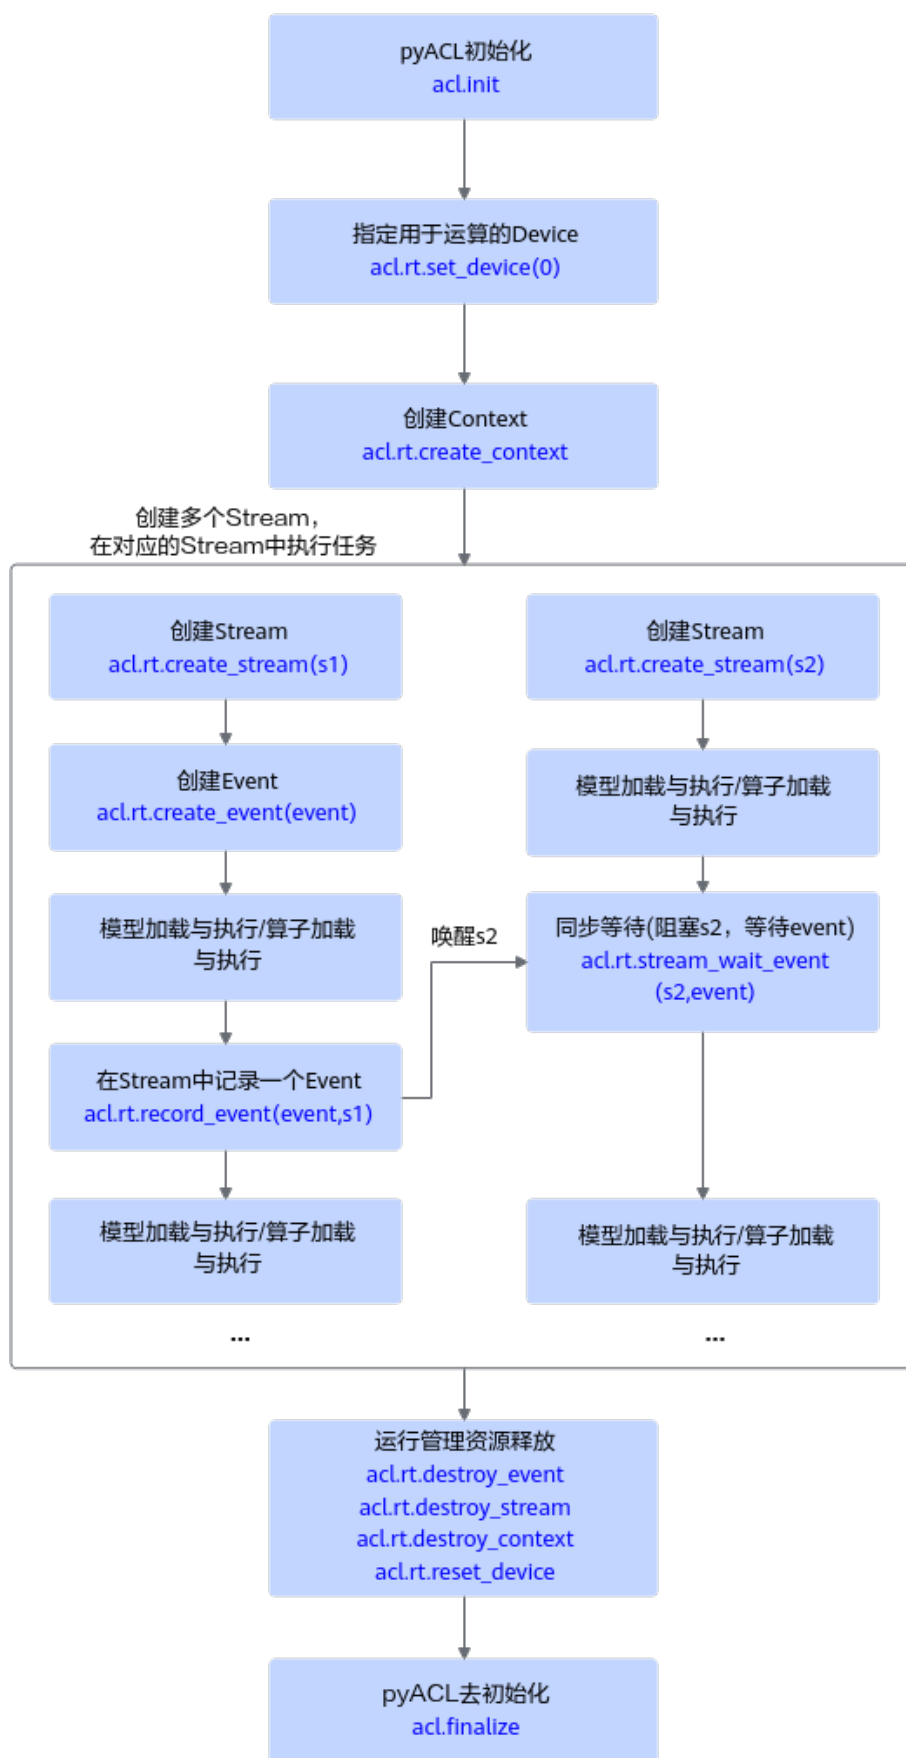 pyACL初始化
acl.init
指定用于运算的Device
acl.rt.set_device(0)
创建Context
acl.rt.create_context
创建多个Stream，
在对应的Stream中执行任务
创建Stream
acl.rt.create_stream(s1)
创建Event
acl.rt.create_event(event)
模型加载与执行/算子加载
与执行
在Stream中记录一个Event
acl.rt.record_event(event,s1)
模型加载与执行/算子加载
与执行
...
唤醒s2
创建Stream
acl.rt.create_stream(s2)
模型加载与执行/算子加载
与执行
同步等待(阻塞s2，等待event)
acl.rt.stream_wait_event
(s2,event)
模型加载与执行/算子加载
与执行
...
运行管理资源释放
acl.rt.destroy_event
acl.rt.destroy_stream
acl.rt.destroy_context
acl.rt.reset_device
pyACL去初始化
acl.finalize